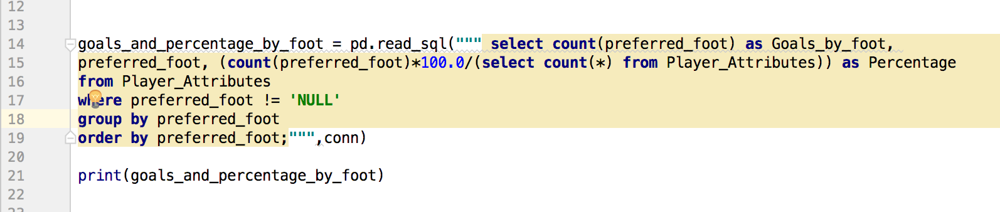 12
13
14 goals_and_percentage_by_foot = pd.read_sql(""" select count(preferred_foot) as Goals_by_foot,
15 preferred_foot, (count(preferred_foot)*100.0/(select count(*) from Player_Attributes)) as Percentage
16 from Player_Attributes
17 where preferred_foot != 'NULL'
18 group by preferred_foot
19 order by preferred_foot;""",conn)
20
21 print(goals_and_percentage_by_foot)
22
23